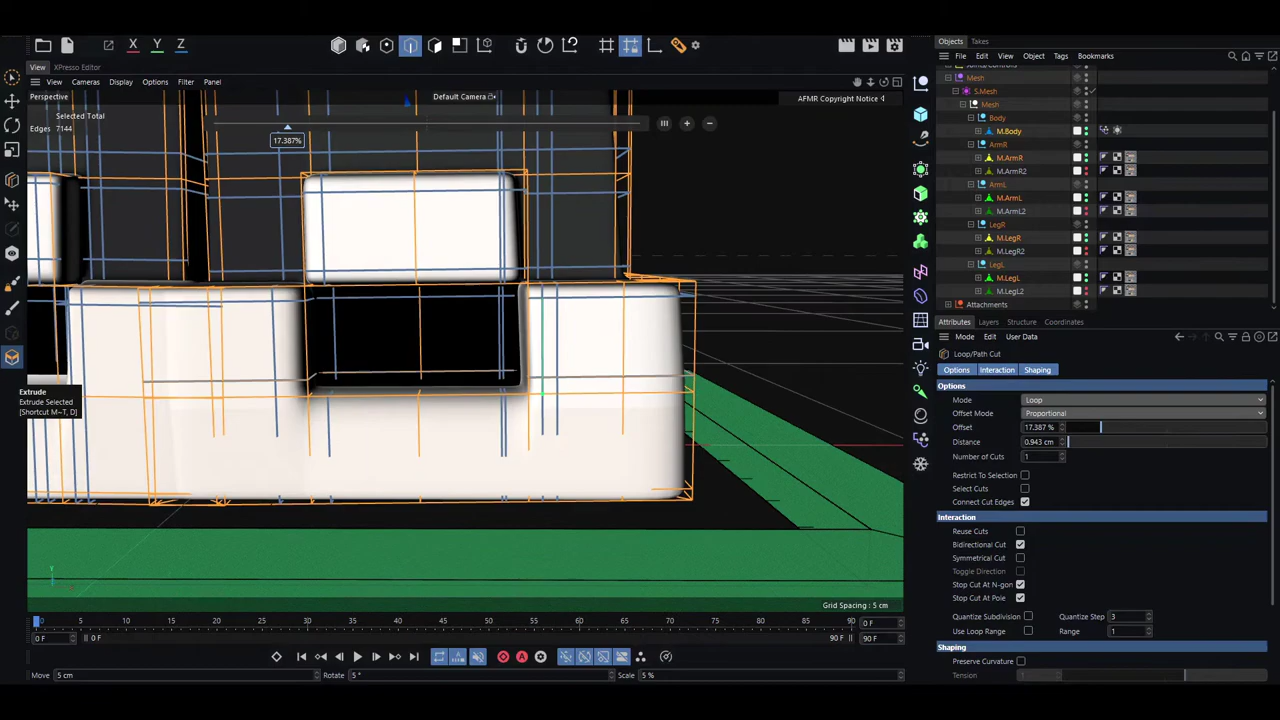 X Y Z
Objects Takes
View XPresso Editor
File Edit View Object Tags Bookmarks
View Cameras Display Options Filter Panel
Perspective Default Camera AFMR Copyright Notice
Selected Total
Edges 7144
17.387%
Mesh
S.Mesh
Mesh
Body
M.Body
ArmR
M.ArmR
M.ArmR2
ArmL
M.ArmL
M.ArmL2
LegR
M.LegR
M.LegR2
LegL
M.LegL
M.LegL2
Attachments
Attributes Layers Structure Coordinates
Mode Edit User Data
Loop/Path Cut
Options Interaction Shaping
Options
Mode Loop
Offset Mode Proportional
Offset 17.387 %
Distance 0.943 cm
Number of Cuts 1
Restrict To Selection
Select Cuts
Connect Cut Edges
Interaction
Reuse Cuts
Bidirectional Cut
Symmetrical Cut
Toggle Direction
Stop Cut At N-gon
Stop Cut At Pole
Quantize Subdivision Quantize Step 3
Use Loop Range Range 1
Shaping
Preserve Curvature
Tension
Extrude
Extrude Selected
[Shortcut M~T, D]
Y
Grid Spacing : 5 cm
0 5 10 15 20 25 30 35 40 45 50 55 60 65 70 75 80 85 90 0 F
0 F 0 F 90 F 90 F
Move 5 cm Rotate 5 ° Scale 5 %